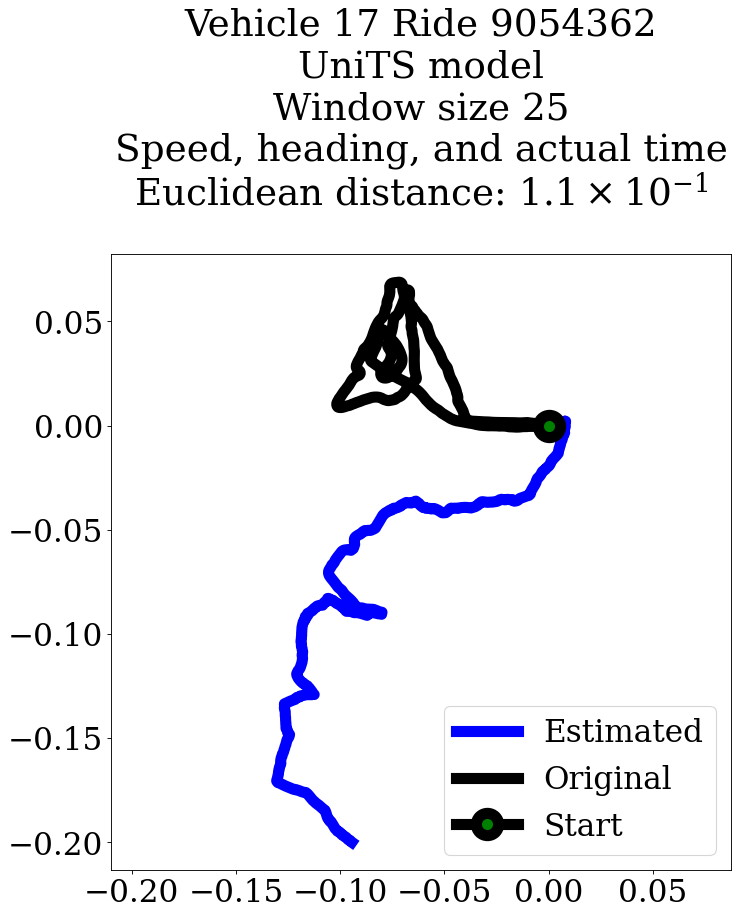 Vehicle 17 Ride 9054362
UniTS model
Window size 25
Speed, heading, and actual time
Euclidean distance: 1.1 × 10⁻¹
0.05
0.00
−0.05
−0.10
−0.15
−0.20
Estimated
Original
Start
−0.20 −0.15 −0.10 −0.05 0.00 0.05